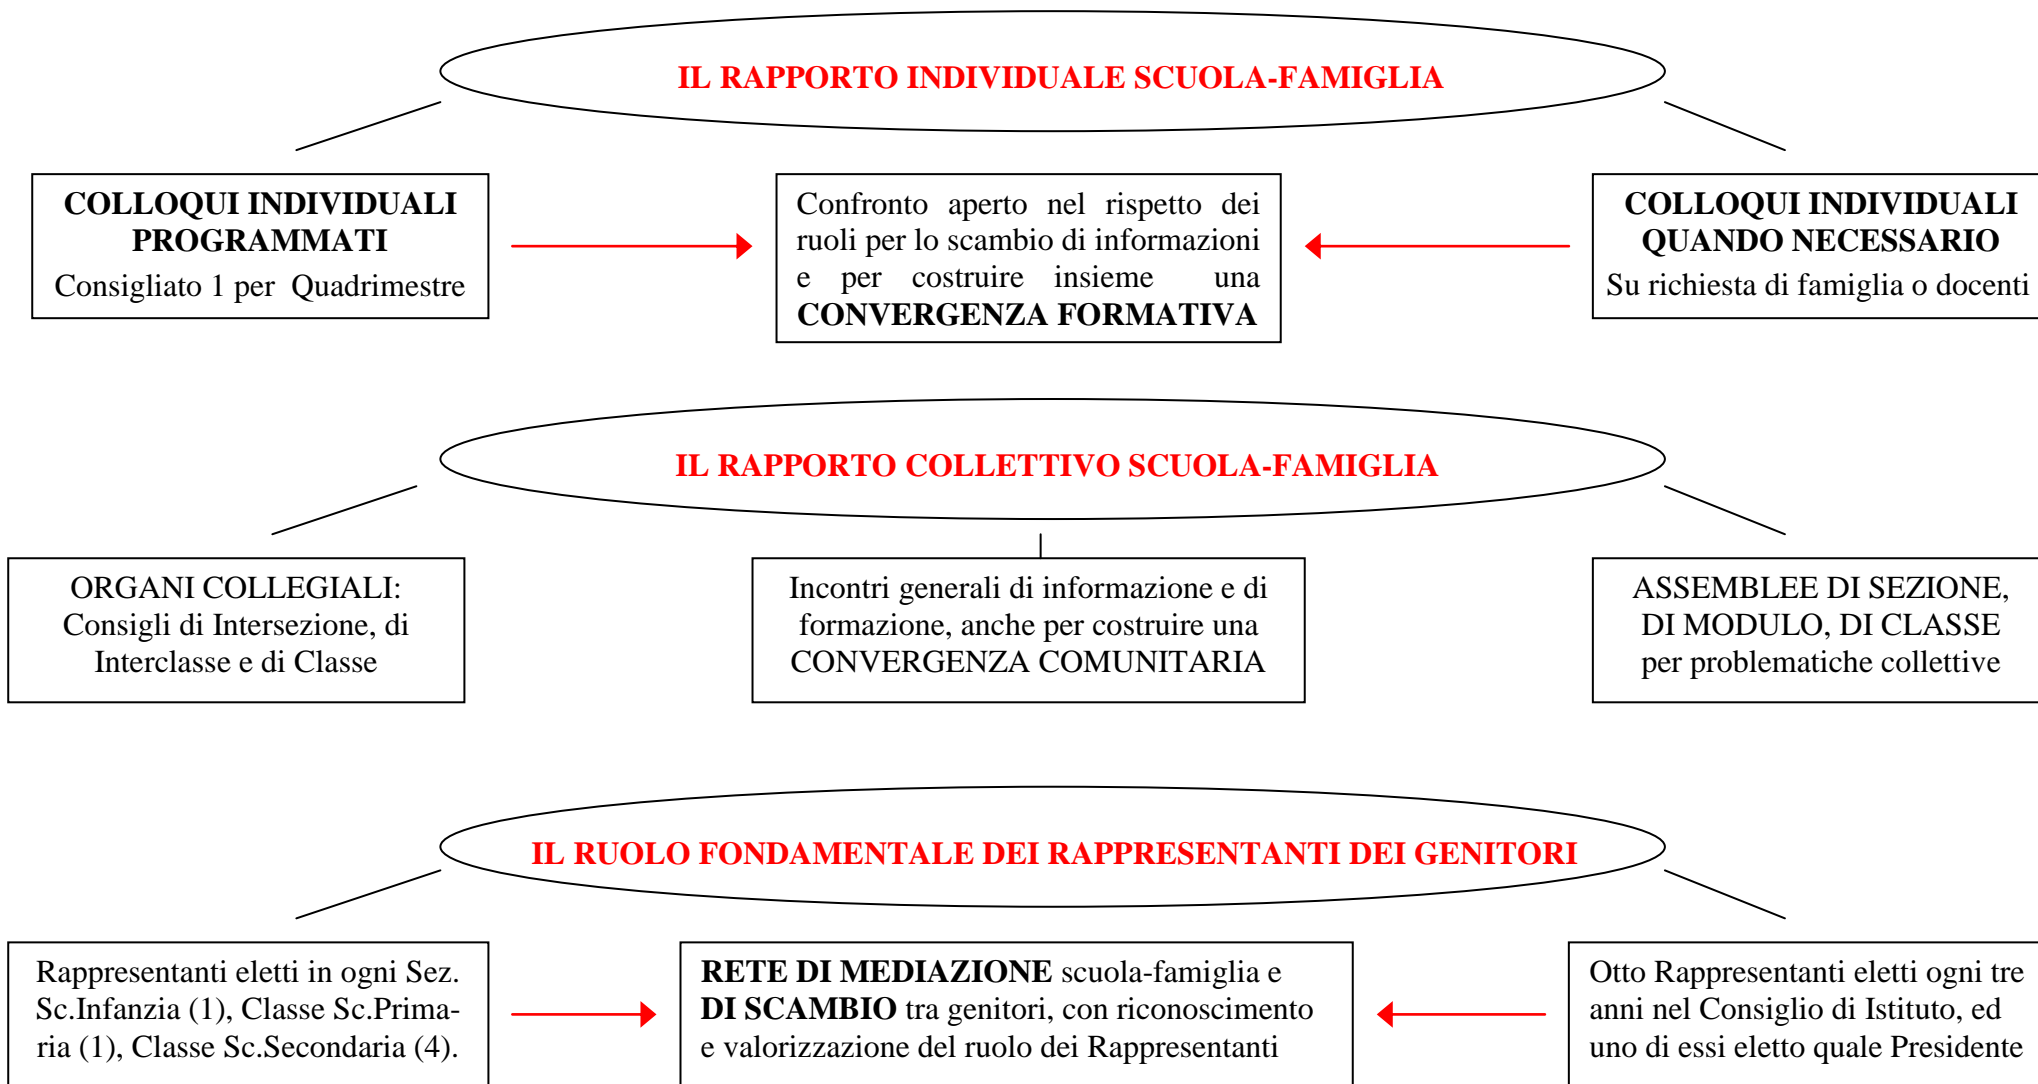 IL RAPPORTO INDIVIDUALE SCUOLA-FAMIGLIA
COLLOQUI INDIVIDUALI
PROGRAMMATI
Consigliato 1 per Quadrimestre
Confronto aperto nel rispetto dei
ruoli per lo scambio di informazioni
e per costruire insieme una
CONVERGENZA FORMATIVA
COLLOQUI INDIVIDUALI
QUANDO NECESSARIO
Su richiesta di famiglia o docenti
IL RAPPORTO COLLETTIVO SCUOLA-FAMIGLIA
ORGANI COLLEGIALI:
Consigli di Intersezione, di
Interclasse e di Classe
Incontri generali di informazione e di
formazione, anche per costruire una
CONVERGENZA COMUNITARIA
ASSEMBLEE DI SEZIONE,
DI MODULO, DI CLASSE
per problematiche collettive
IL RUOLO FONDAMENTALE DEI RAPPRESENTANTI DEI GENITORI
Rappresentanti eletti in ogni Sez.
Sc.Infanzia (1), Classe Sc.Prima-
ria (1), Classe Sc.Secondaria (4).
RETE DI MEDIAZIONE scuola-famiglia e
DI SCAMBIO tra genitori, con riconoscimento
e valorizzazione del ruolo dei Rappresentanti
Otto Rappresentanti eletti ogni tre
anni nel Consiglio di Istituto, ed
uno di essi eletto quale Presidente